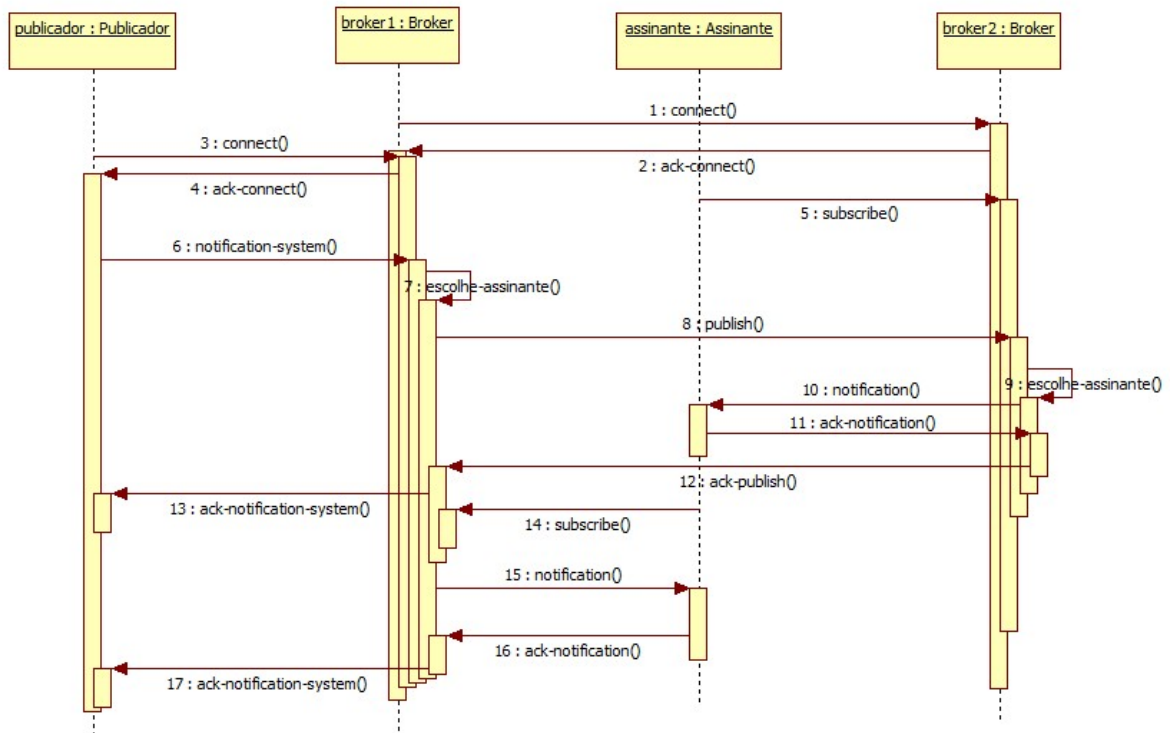 publicador : Publicador
broker1 : Broker
assinante : Assinante
broker2 : Broker
1 : connect()
3 : connect()
2 : ack-connect()
4 : ack-connect()
5 : subscribe()
6 : notification-system()
7 : escolhe-assinante()
8 : publish()
9 : escolhe-assinante()
10 : notification()
11 : ack-notification()
12 : ack-publish()
13 : ack-notification-system()
14 : subscribe()
15 : notification()
16 : ack-notification()
17 : ack-notification-system()